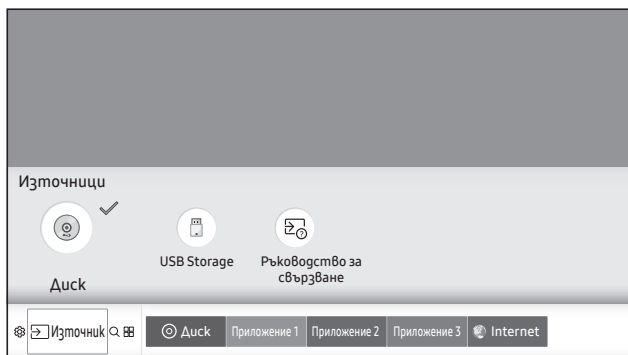 Източници
Диск
USB Storage
Ръководство за
свързване
Източник
Диск
Приложение 1
Приложение 2
Приложение 3
Internet